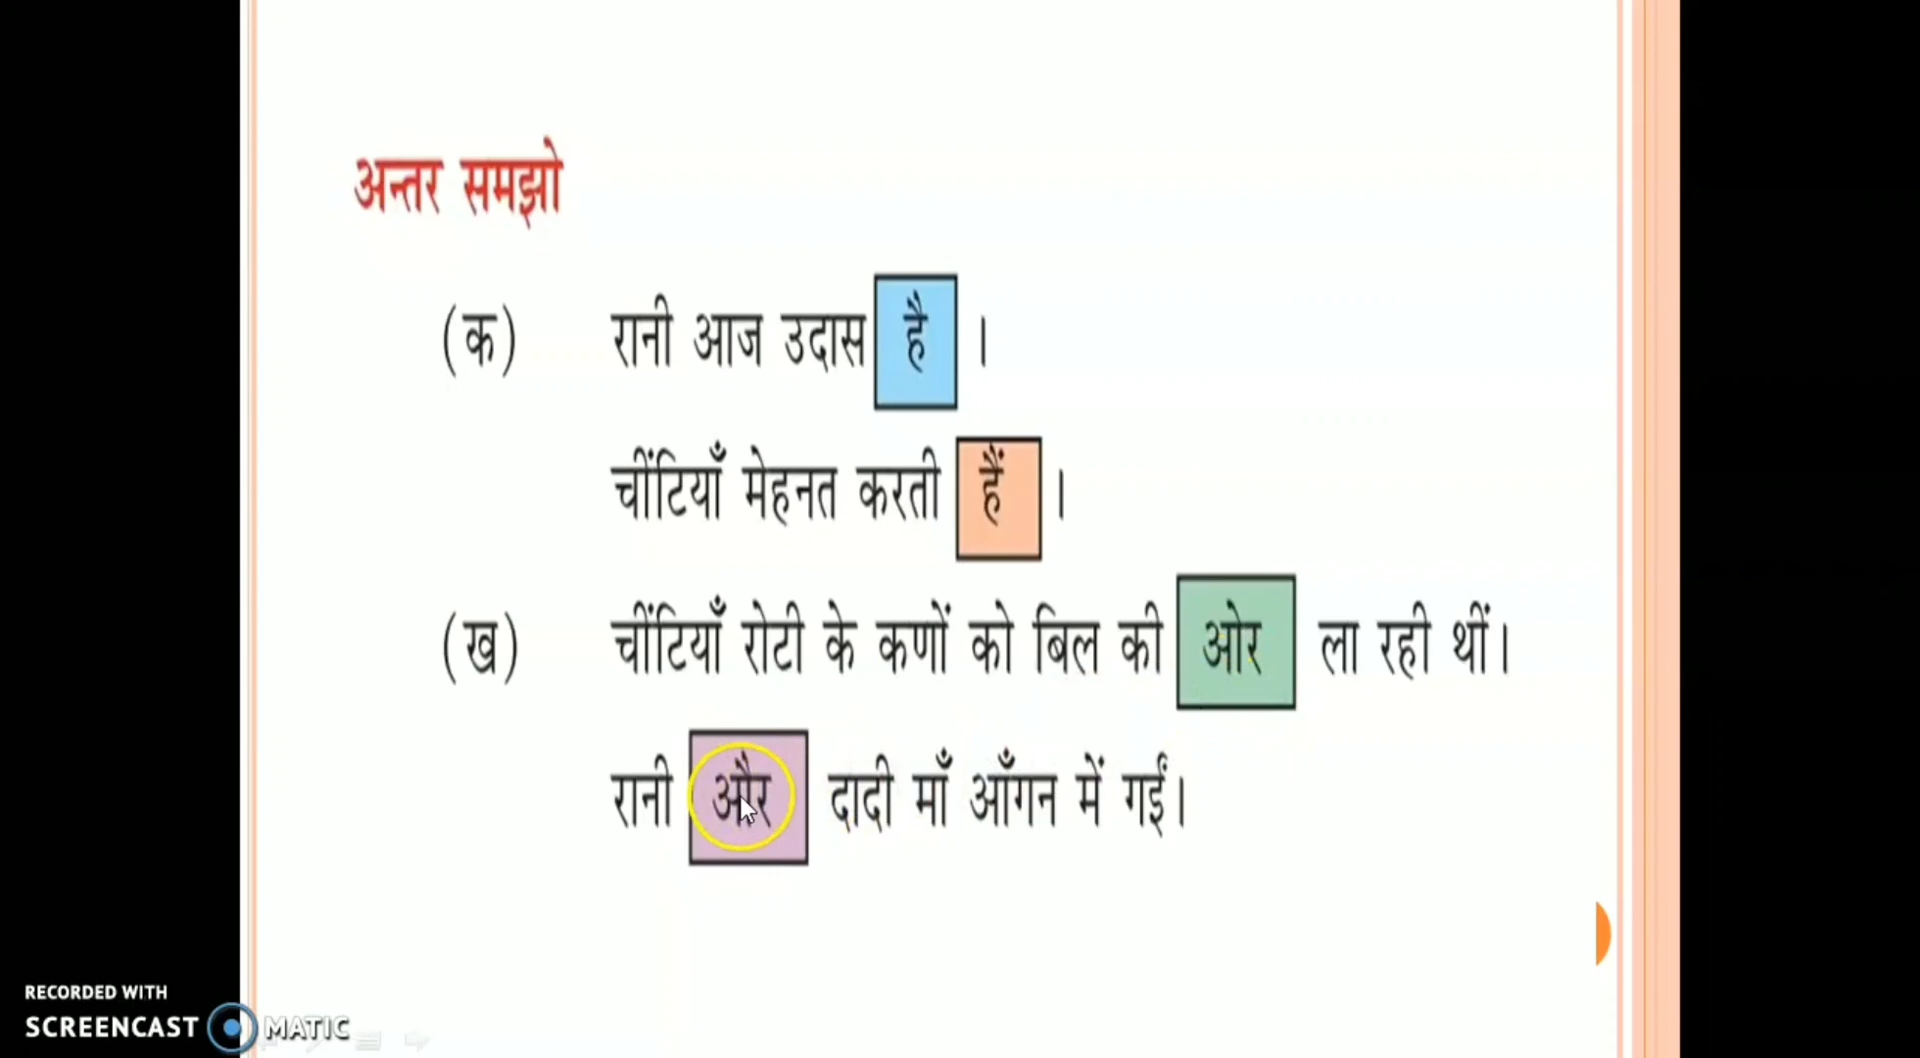 अन्तर समझो
(क) रानी आज उदास है ।
चींटियाँ मेहनत करती हैं ।
(ख) चींटियाँ रोटी के कणों को बिल की ओर ला रही थीं।
रानी और दादी माँ आँगन में गईं।
RECORDED WITH
SCREENCAST MATIC